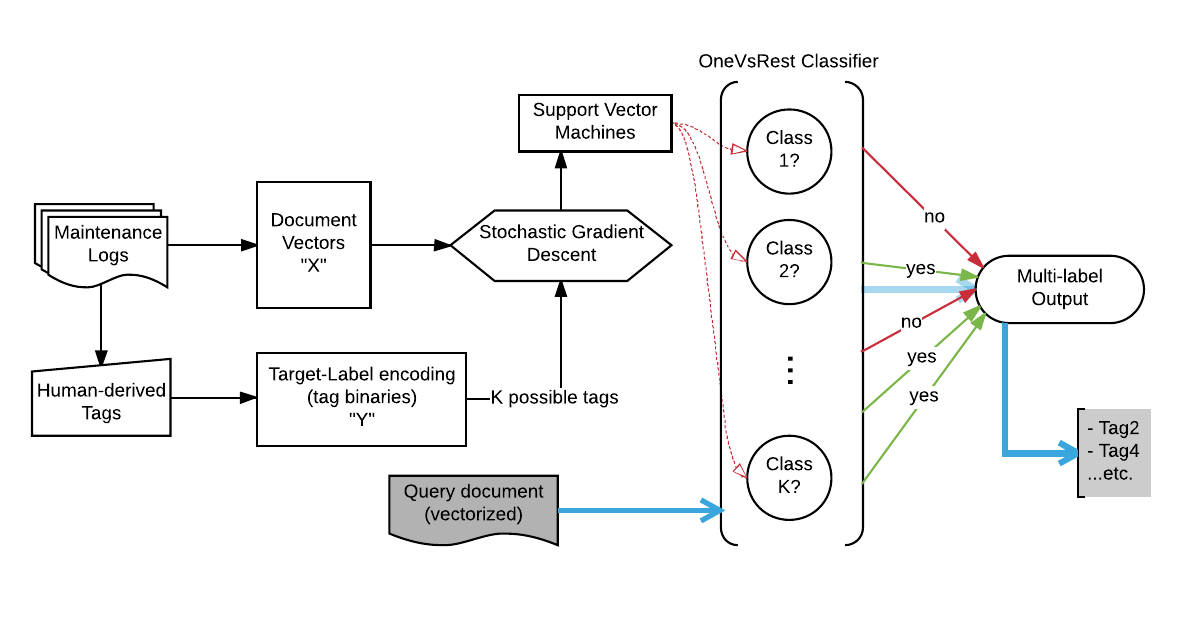 OneVsRest Classifier
Support Vector
Machines
Class
1?
Maintenance
Logs
Document
Vectors
"X"
Stochastic Gradient
Descent
Class
2?
no
yes
no
yes
yes
Multi-label
Output
Human-derived
Tags
Target-Label encoding
(tag binaries)
"Y"
K possible tags
Class
K?
Query document
(vectorized)
- Tag2
- Tag4
...etc.